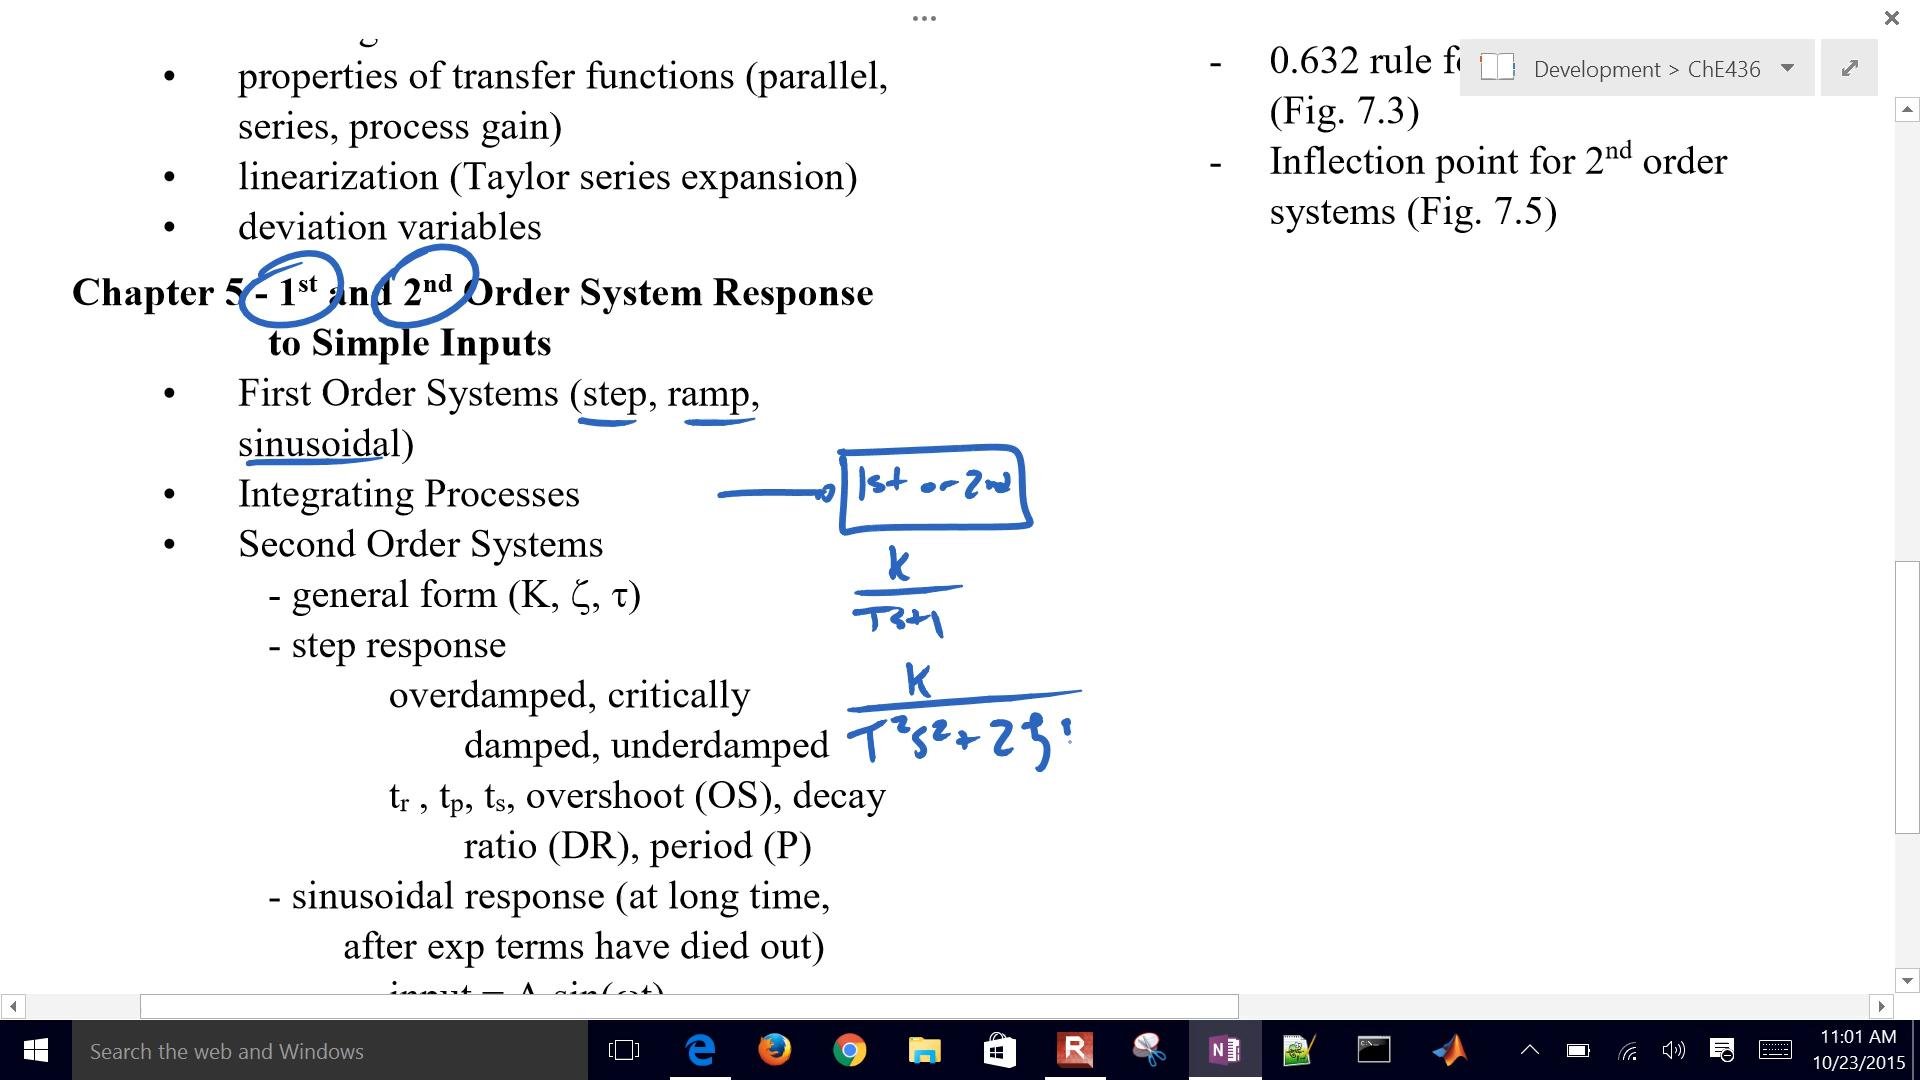 properties of transfer functions (parallel,
series, process gain)
• linearization (Taylor series expansion)
• deviation variables
Chapter 5 - 1st and 2nd Order System Response
to Simple Inputs
• First Order Systems (step, ramp,
sinusoidal)
• Integrating Processes
• Second Order Systems
- general form (K, ζ, τ)
- step response
overdamped, critically
damped, underdamped
tr , tp, ts, overshoot (OS), decay
ratio (DR), period (P)
- sinusoidal response (at long time,
after exp terms have died out)
input = A sin(ωt)
1st or 2nd
K
τs+1
K
τ²s²+2ζ
- 0.632 rule
(Fig. 7.3)
- Inflection point for 2nd order
systems (Fig. 7.5)
Development > ChE436
Search the web and Windows
11:01 AM
10/23/2015